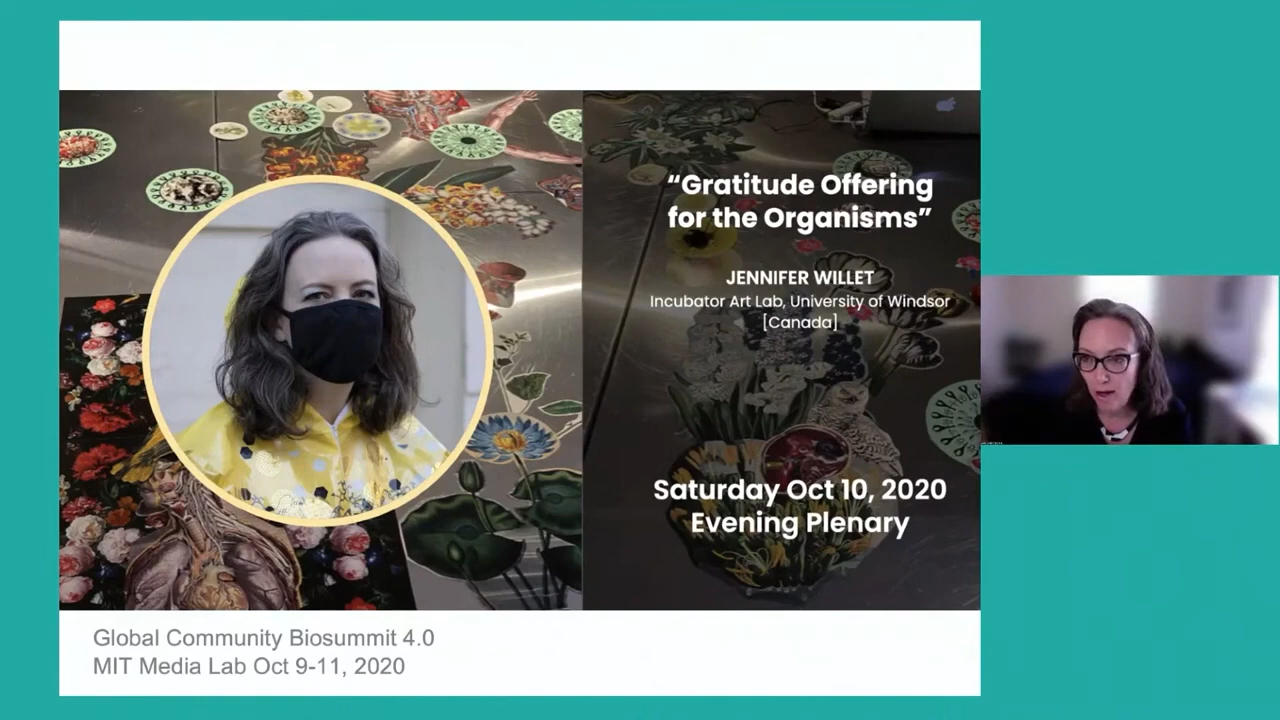 “Gratitude Offering
for the Organisms”
JENNIFER WILLET
Incubator Art Lab, University of Windsor
[Canada]
Saturday Oct 10, 2020
Evening Plenary
Global Community Biosummit 4.0
MIT Media Lab Oct 9-11, 2020